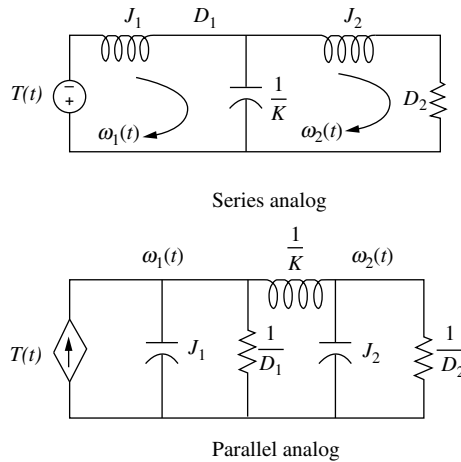 J₁ D₁ J₂
T(t) − + 1/K D₂
ω₁(t) ω₂(t)
Series analog
ω₁(t) 1/K ω₂(t)
T(t) J₁ 1/D₁ J₂ 1/D₂
Parallel analog